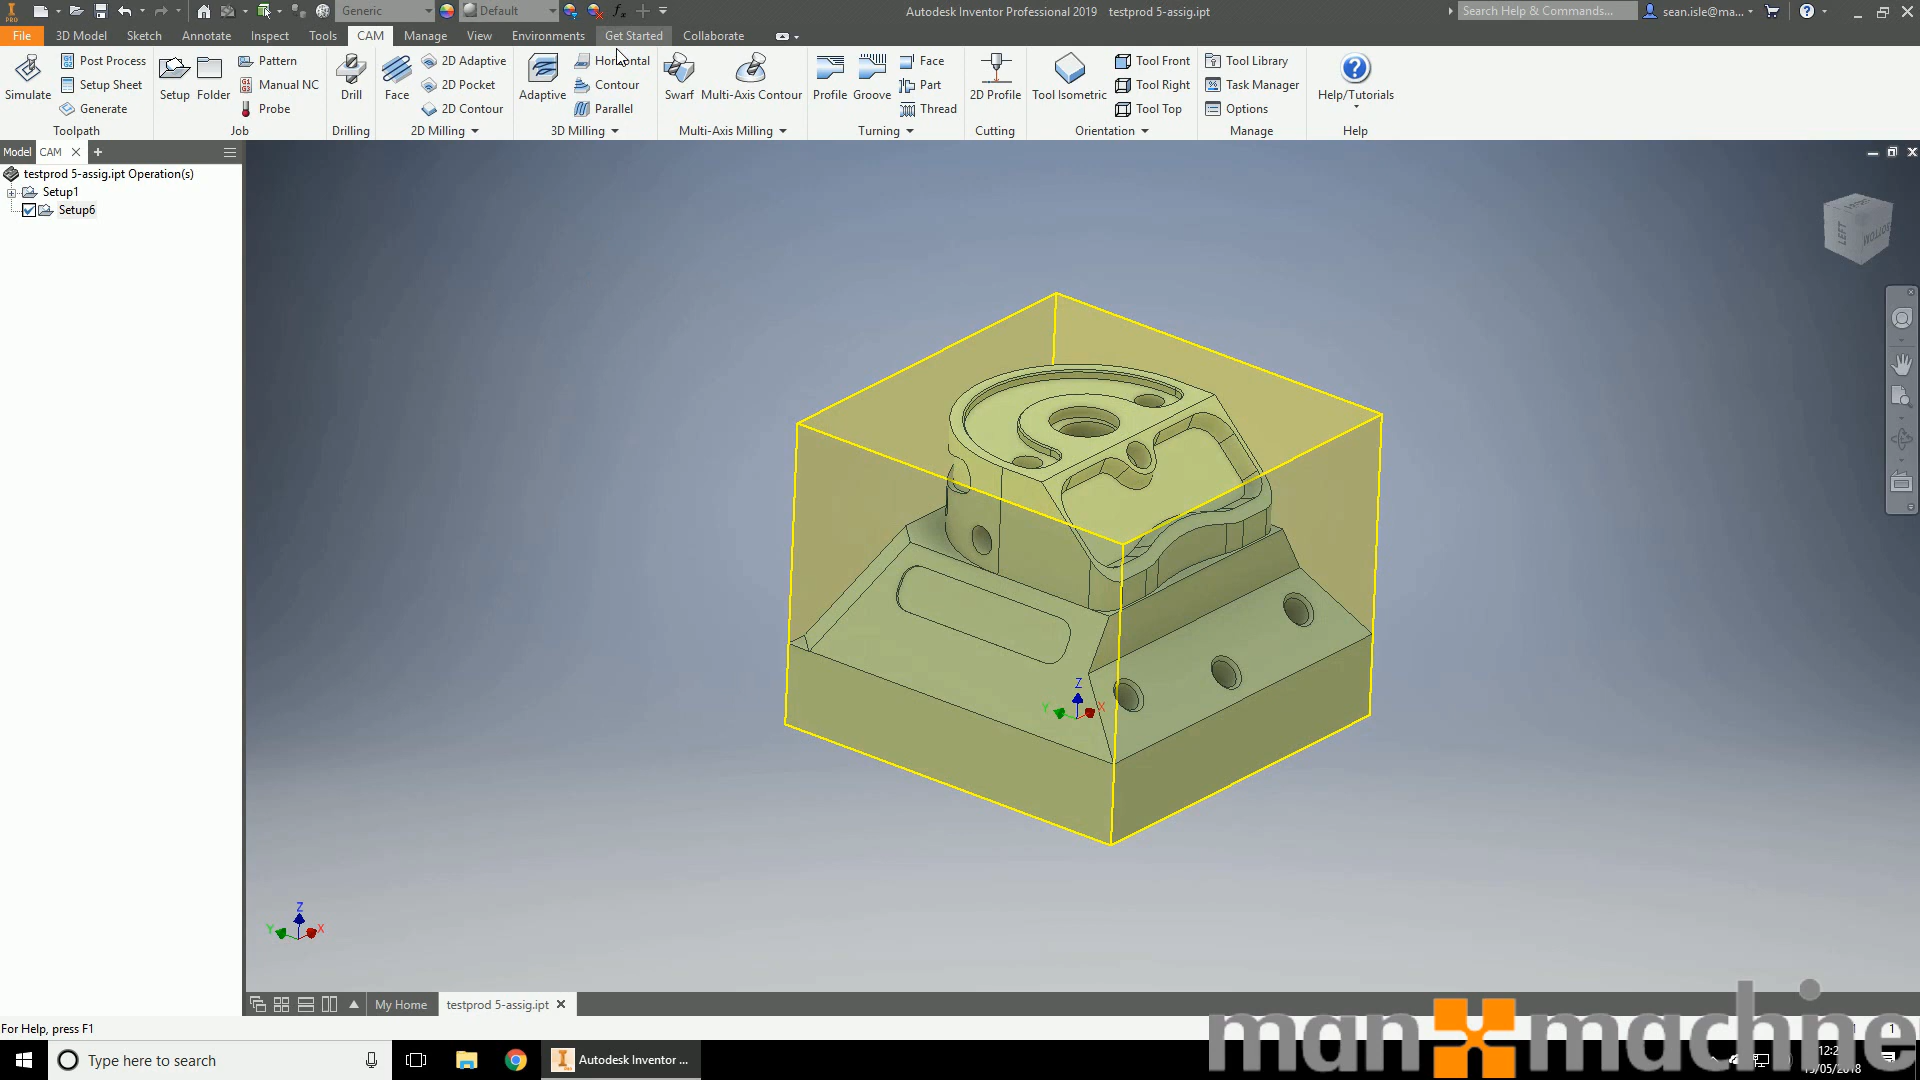 Generic
Default
Autodesk Inventor Professional 2019 testprod 5-assig.ipt
Search Help & Commands...
sean.isle@ma...
File 3D Model Sketch Annotate Inspect Tools CAM Manage View Environments Get Started Collaborate
Simulate
Post Process
Setup Sheet
Generate
Toolpath
Setup
Folder
Pattern
Manual NC
Probe
Job
Drill
Drilling
Face
2D Adaptive
2D Pocket
2D Contour
2D Milling
Adaptive
Horizontal
Contour
Parallel
3D Milling
Swarf
Multi-Axis Contour
Multi-Axis Milling
Profile
Groove
Face
Part
Thread
Turning
2D Profile
Cutting
Tool Isometric
Tool Front
Tool Right
Tool Top
Orientation
Tool Library
Task Manager
Options
Manage
Help/Tutorials
Help
Model CAM
testprod 5-assig.ipt Operation(s)
Setup1
Setup6
LEFT
BOTTOM
Z
Y
X
Z
Y
X
My Home
testprod 5-assig.ipt
For Help, press F1
1
Type here to search
Autodesk Inventor ...
man machine